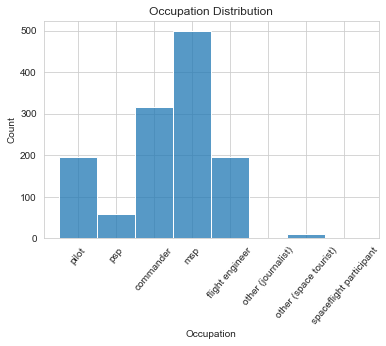 Occupation Distribution
500
400
300
200
100
0
Count
pilot
psp
commander
msp
flight engineer
other (journalist)
other (space tourist)
spaceflight participant
Occupation